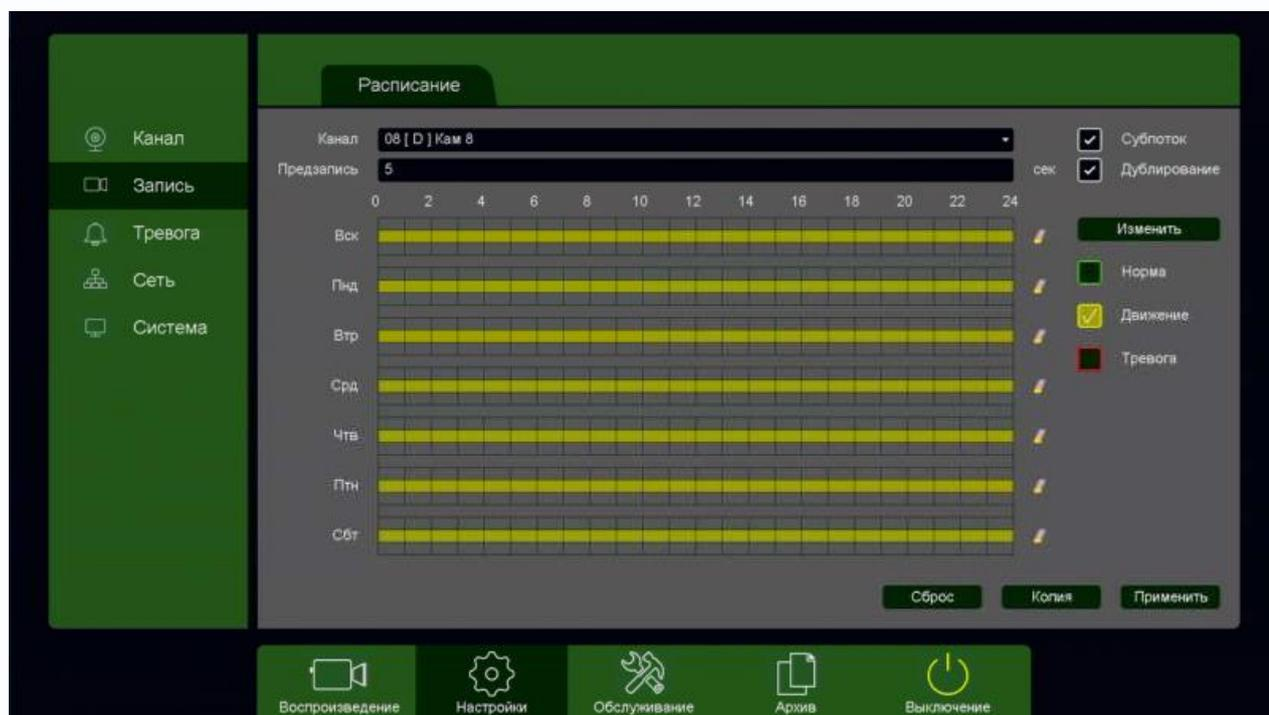 Расписание
Канал
Запись
Тревога
Сеть
Система
Канал 08 [ D ] Кам 8 Субпоток
Предзапись 5 сек Дублирование
0 2 4 6 8 10 12 14 16 18 20 22 24
Вск Изменить
Пнд Норма
Втр Движение
Срд Тревога
Чтв
Птн
Сбт
Сброс Копия Применить
Воспроизведение Настройки Обслуживание Архив Выключение